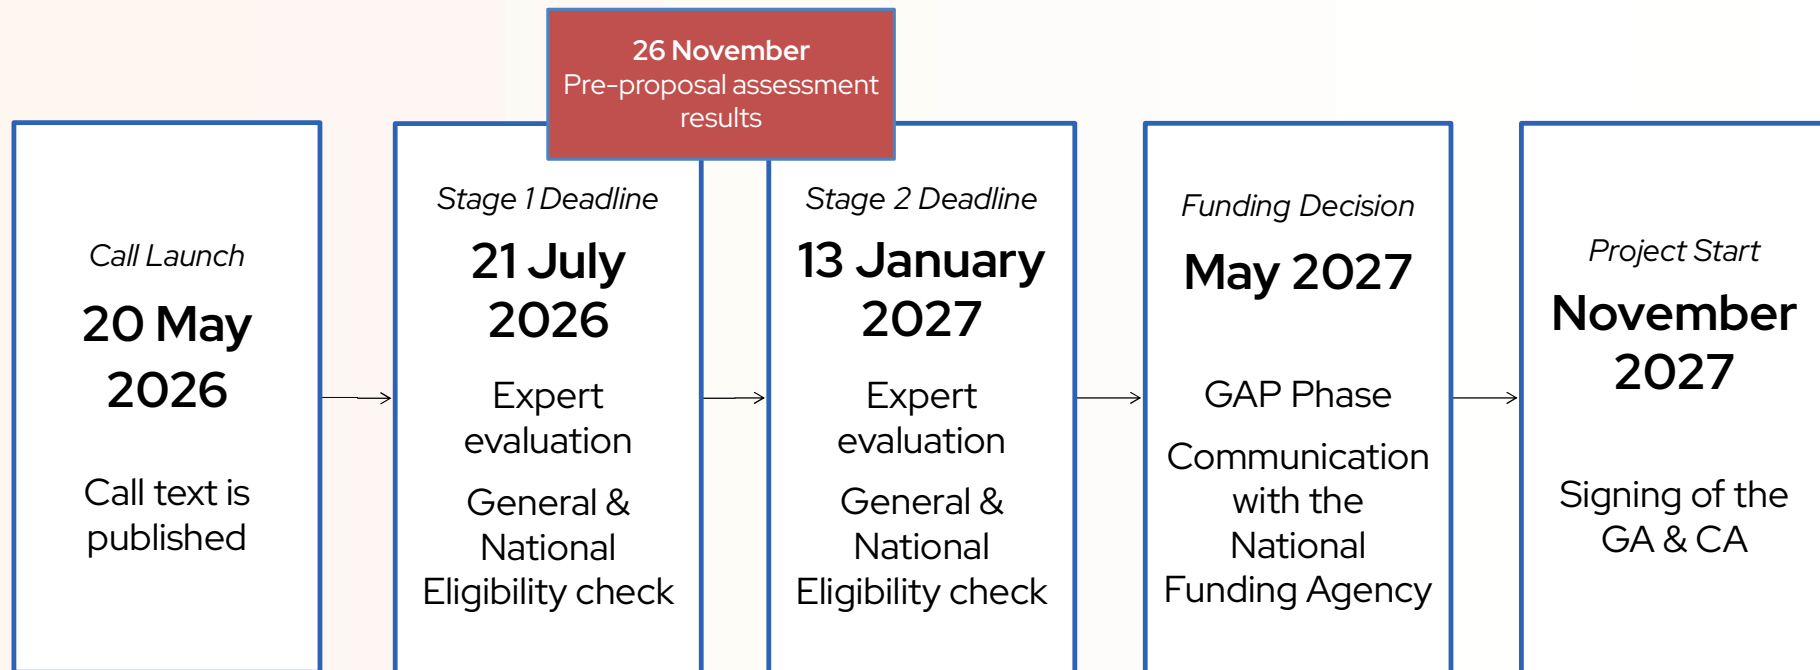 26 November
Pre-proposal assessment
results
Call Launch
20 May
2026
Call text is
published
Stage 1 Deadline
21 July
2026
Expert
evaluation
General &
National
Eligibility check
Stage 2 Deadline
13 January
2027
Expert
evaluation
General &
National
Eligibility check
Funding Decision
May 2027
GAP Phase
Communication
with the
National
Funding Agency
Project Start
November
2027
Signing of the
GA & CA